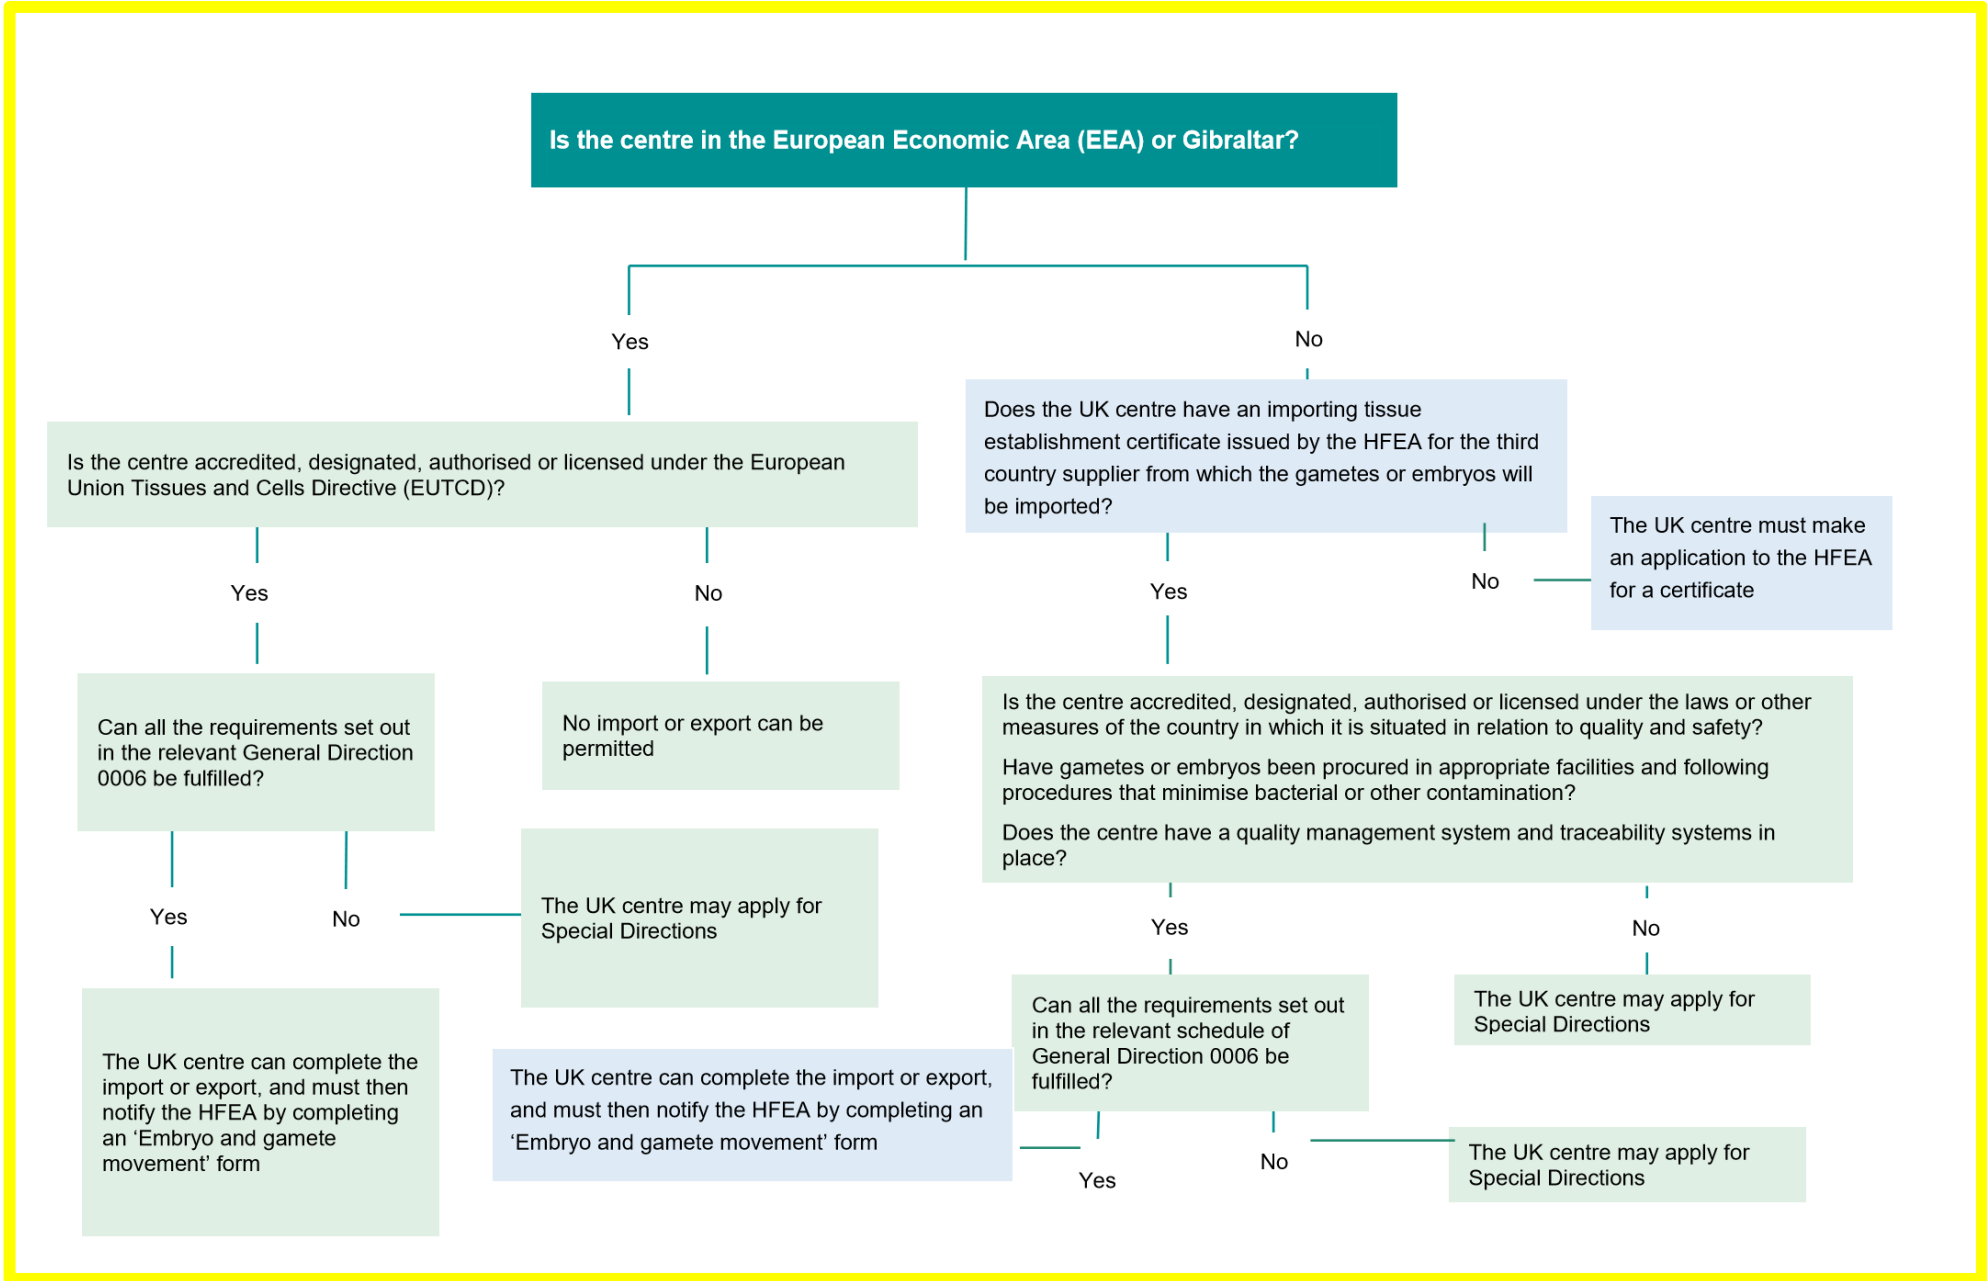 Is the centre in the European Economic Area (EEA) or Gibraltar?
Yes
No
Is the centre accredited, designated, authorised or licensed under the European
Union Tissues and Cells Directive (EUTCD)?
Does the UK centre have an importing tissue
establishment certificate issued by the HFEA for the third
country supplier from which the gametes or embryos will
be imported?
The UK centre must make
an application to the HFEA
for a certificate
Yes
No
Yes
No
Can all the requirements set out
in the relevant General Direction
0006 be fulfilled?
No import or export can be
permitted
Is the centre accredited, designated, authorised or licensed under the laws or other
measures of the country in which it is situated in relation to quality and safety?
Have gametes or embryos been procured in appropriate facilities and following
procedures that minimise bacterial or other contamination?
Does the centre have a quality management system and traceability systems in
place?
Yes
No
The UK centre may apply for
Special Directions
Yes
No
The UK centre can complete the
import or export, and must then
notify the HFEA by completing
an ‘Embryo and gamete
movement’ form
The UK centre can complete the import or export,
and must then notify the HFEA by completing an
‘Embryo and gamete movement’ form
Can all the requirements set out
in the relevant schedule of
General Direction 0006 be
fulfilled?
The UK centre may apply for
Special Directions
Yes
No
The UK centre may apply for
Special Directions